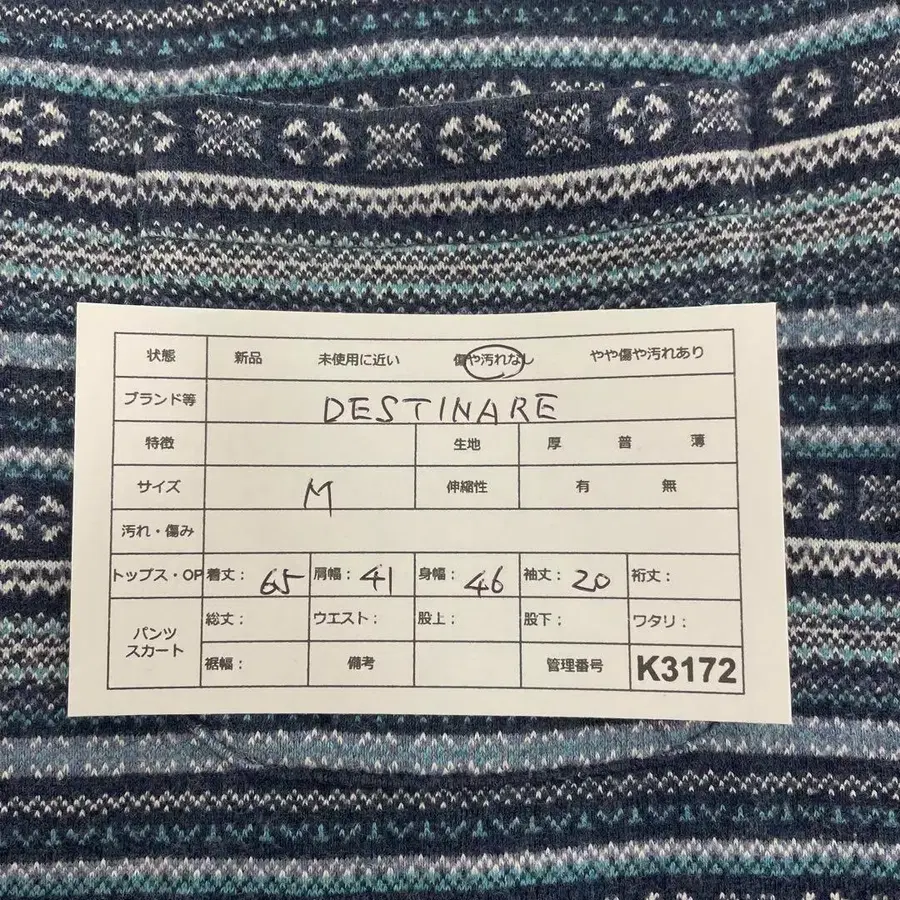 状態 新品 未使用に近い 傷や汚れなし やや傷や汚れあり
ブランド等 DESTINARE
特徴 生地 厚 普 薄
サイズ M 伸縮性 有 無
汚れ・傷み
トップス・OP 着丈： 65 肩幅： 41 身幅： 46 袖丈： 20 裄丈：
パンツ スカート 総丈： ウエスト： 股上： 股下： ワタリ：
裾幅： 備考 管理番号 K3172